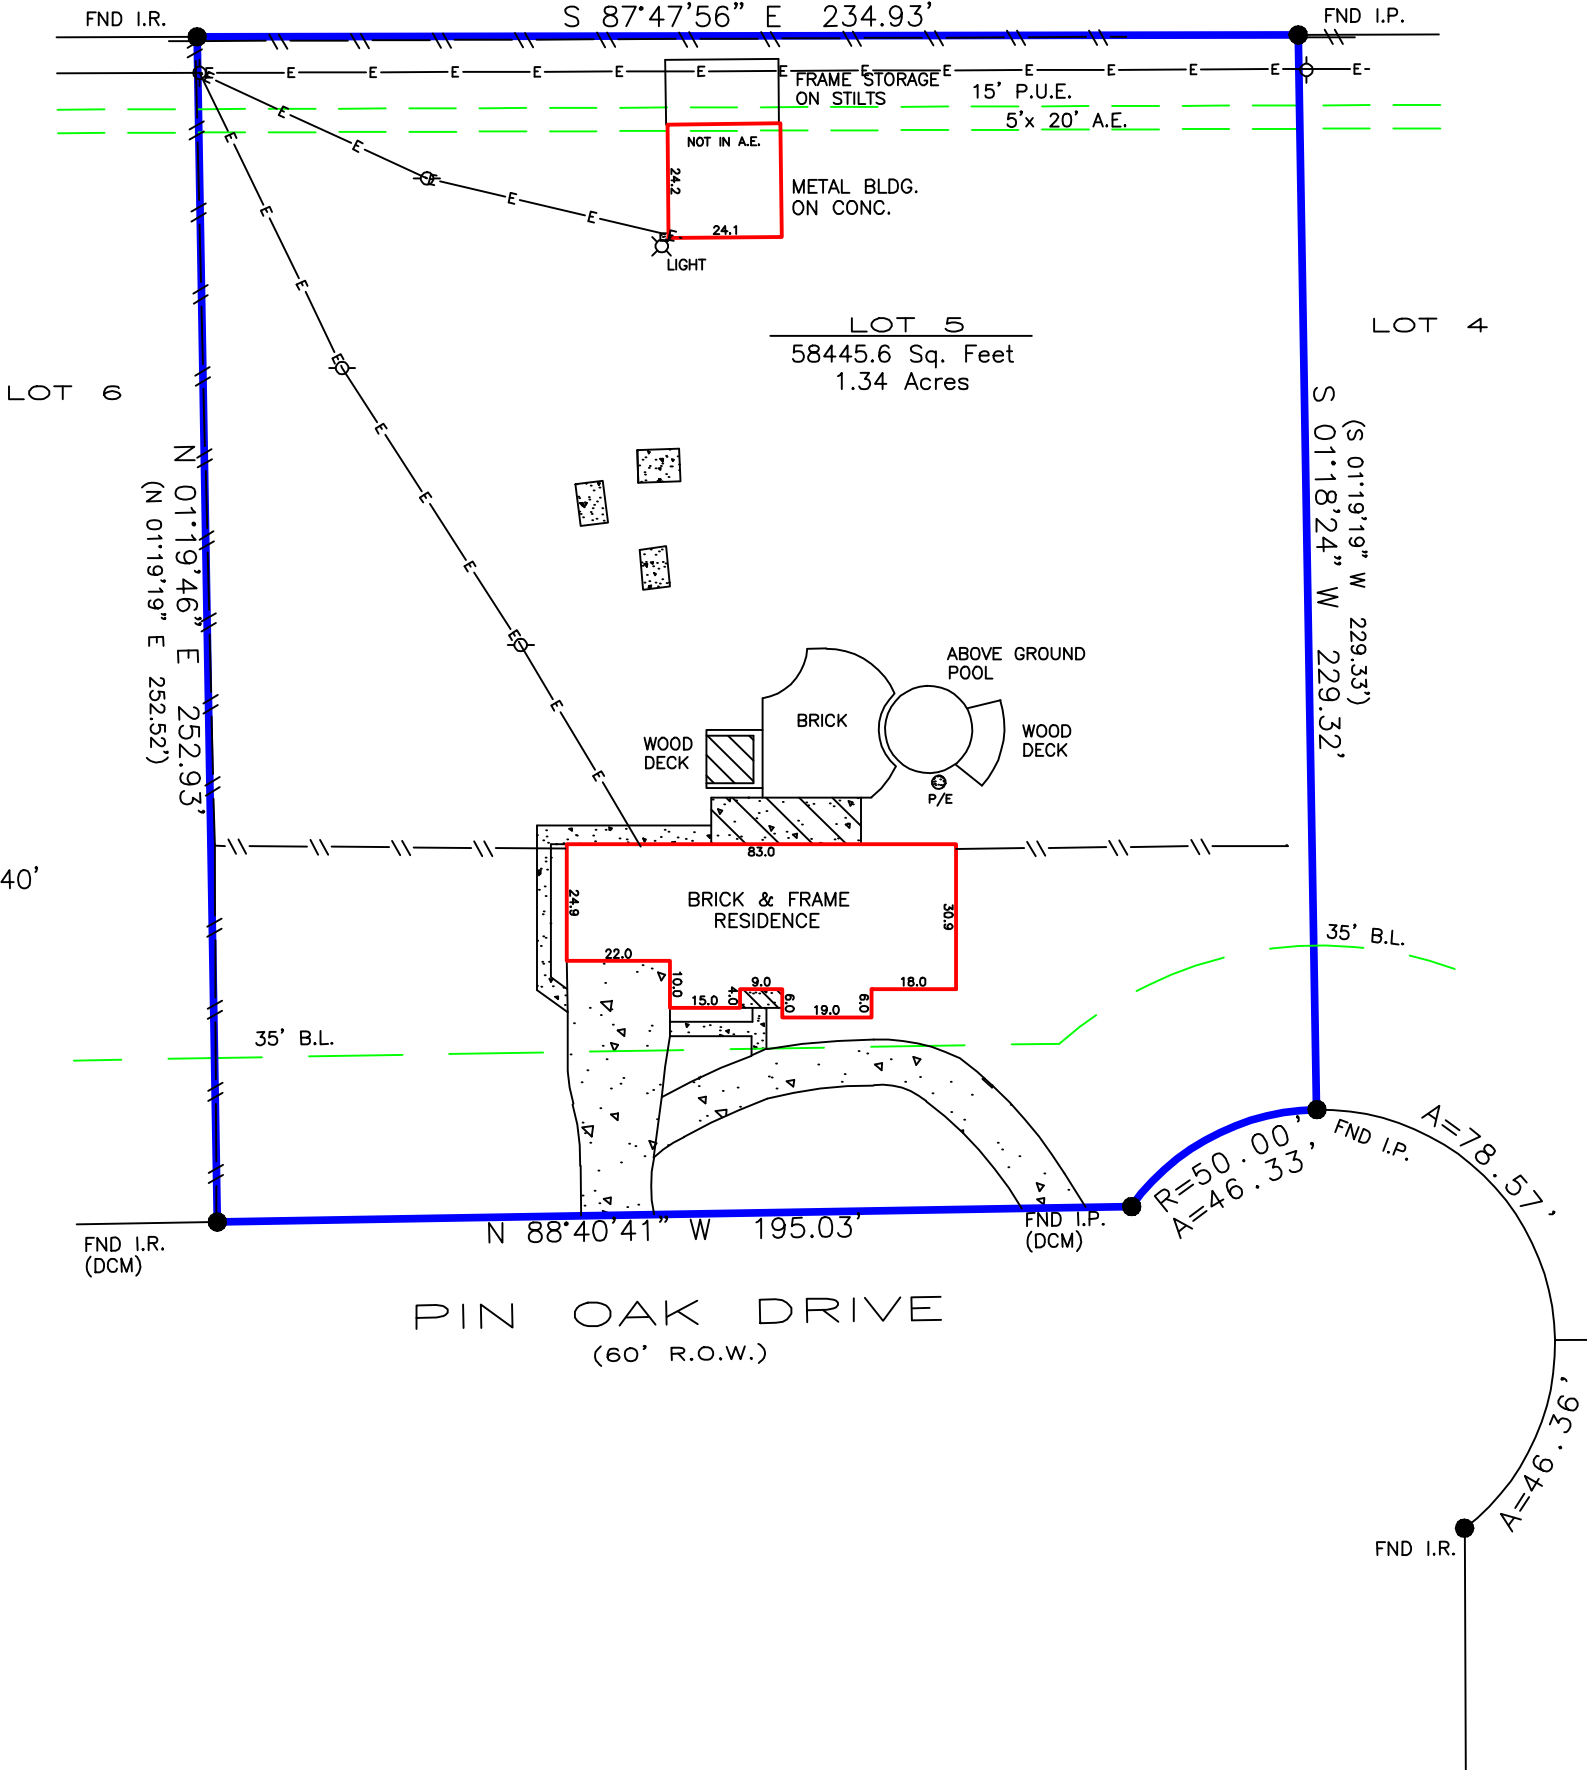 FND I.R.
S 87°47'56" E 234.93'
FND I.P.
E E E E E E E E E E E E E E E
FRAME STORAGE
ON STILTS
15' P.U.E.
5'x 20' A.E.
NOT IN A.E.
24.2
24.1
METAL BLDG.
ON CONC.
LIGHT
E E E E E
E E E E E E E E E E
LOT 5
58445.6 Sq. Feet
1.34 Acres
LOT 4
LOT 6
N 01°19'46" E 252.93'
(N 01°19'19" E 252.52')
S 01°18'24" W 229.32'
(S 01°19'19" W 229.33')
ABOVE GROUND
POOL
BRICK
WOOD
DECK
WOOD
DECK
P/E
40'
83.0
24.9
BRICK & FRAME
RESIDENCE
30.9
22.0
10.0
15.0
4.0
9.0
6.0
19.0
6.0
18.0
35' B.L.
35' B.L.
R=50.00'
A=46.33'
FND I.P.
A=78.57'
FND I.R.
(DCM)
N 88°40'41" W 195.03'
FND I.P.
(DCM)
PIN OAK DRIVE
(60' R.O.W.)
A=46.36'
FND I.R.